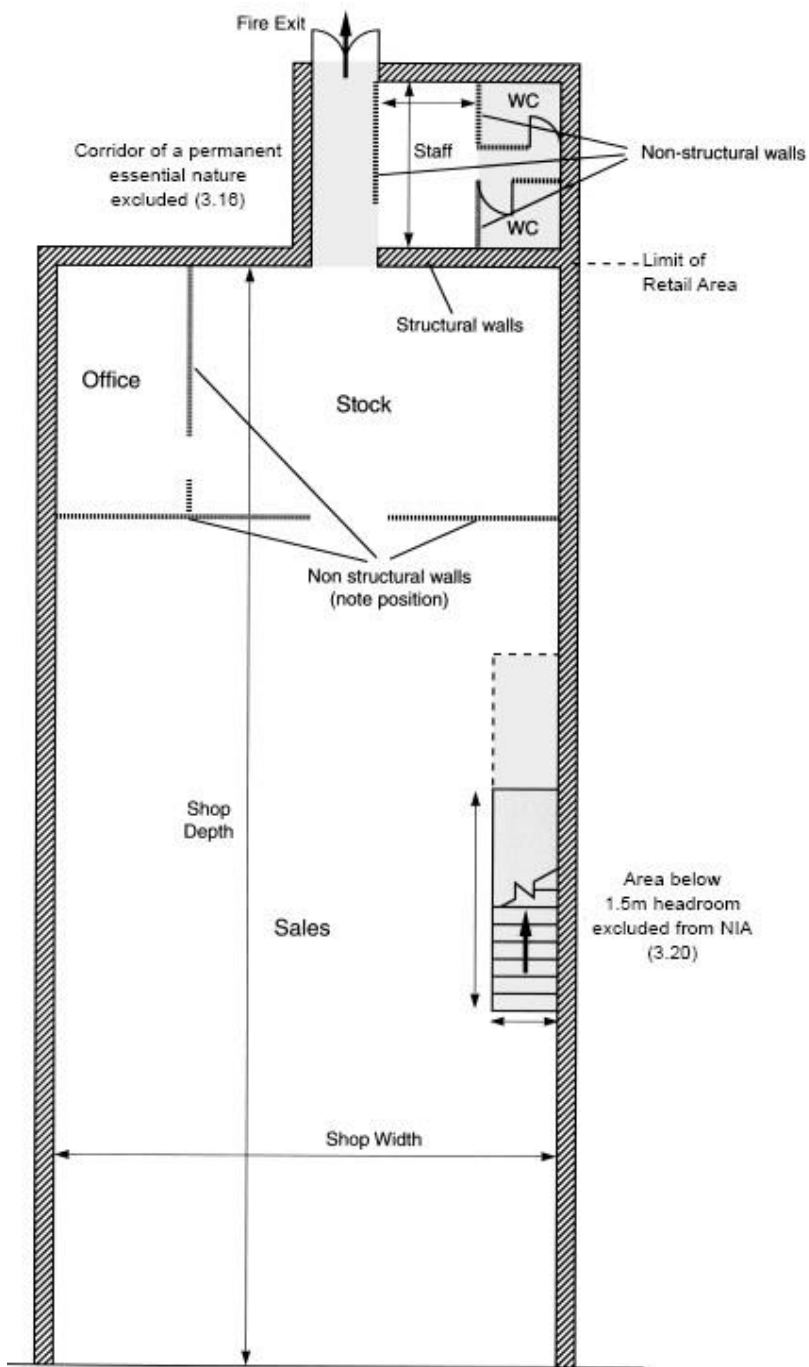 Fire Exit
WC
Staff
Non-structural walls
Corridor of a permanent
essential nature
excluded (3.16)
WC
Limit of
Retail Area
Structural walls
Office
Stock
Non structural walls
(note position)
Shop
Depth
Area below
1.5m headroom
excluded from NIA
(3.20)
Sales
Shop Width